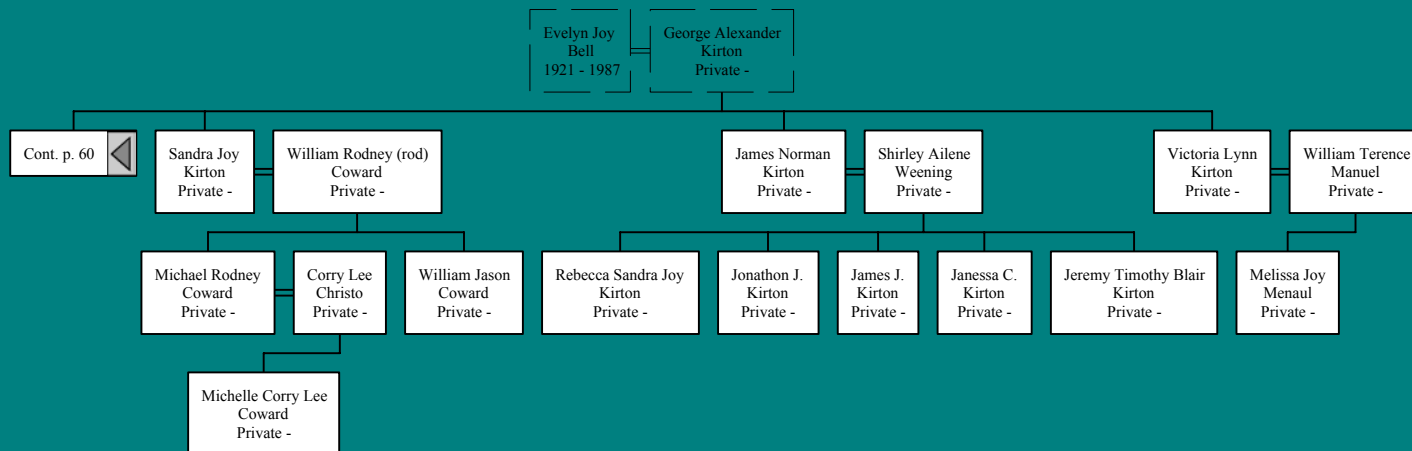 Evelyn Joy
Bell
1921 - 1987
George Alexander
Kirton
Private -
Cont. p. 60
Sandra Joy
Kirton
Private -
William Rodney (rod)
Coward
Private -
James Norman
Kirton
Private -
Shirley Ailene
Weening
Private -
Victoria Lynn
Kirton
Private -
William Terence
Manuel
Private -
Michael Rodney
Coward
Private -
Corry Lee
Christo
Private -
William Jason
Coward
Private -
Rebecca Sandra Joy
Kirton
Private -
Jonathon J.
Kirton
Private -
James J.
Kirton
Private -
Janessa C.
Kirton
Private -
Jeremy Timothy Blair
Kirton
Private -
Melissa Joy
Menaul
Private -
Michelle Corry Lee
Coward
Private -